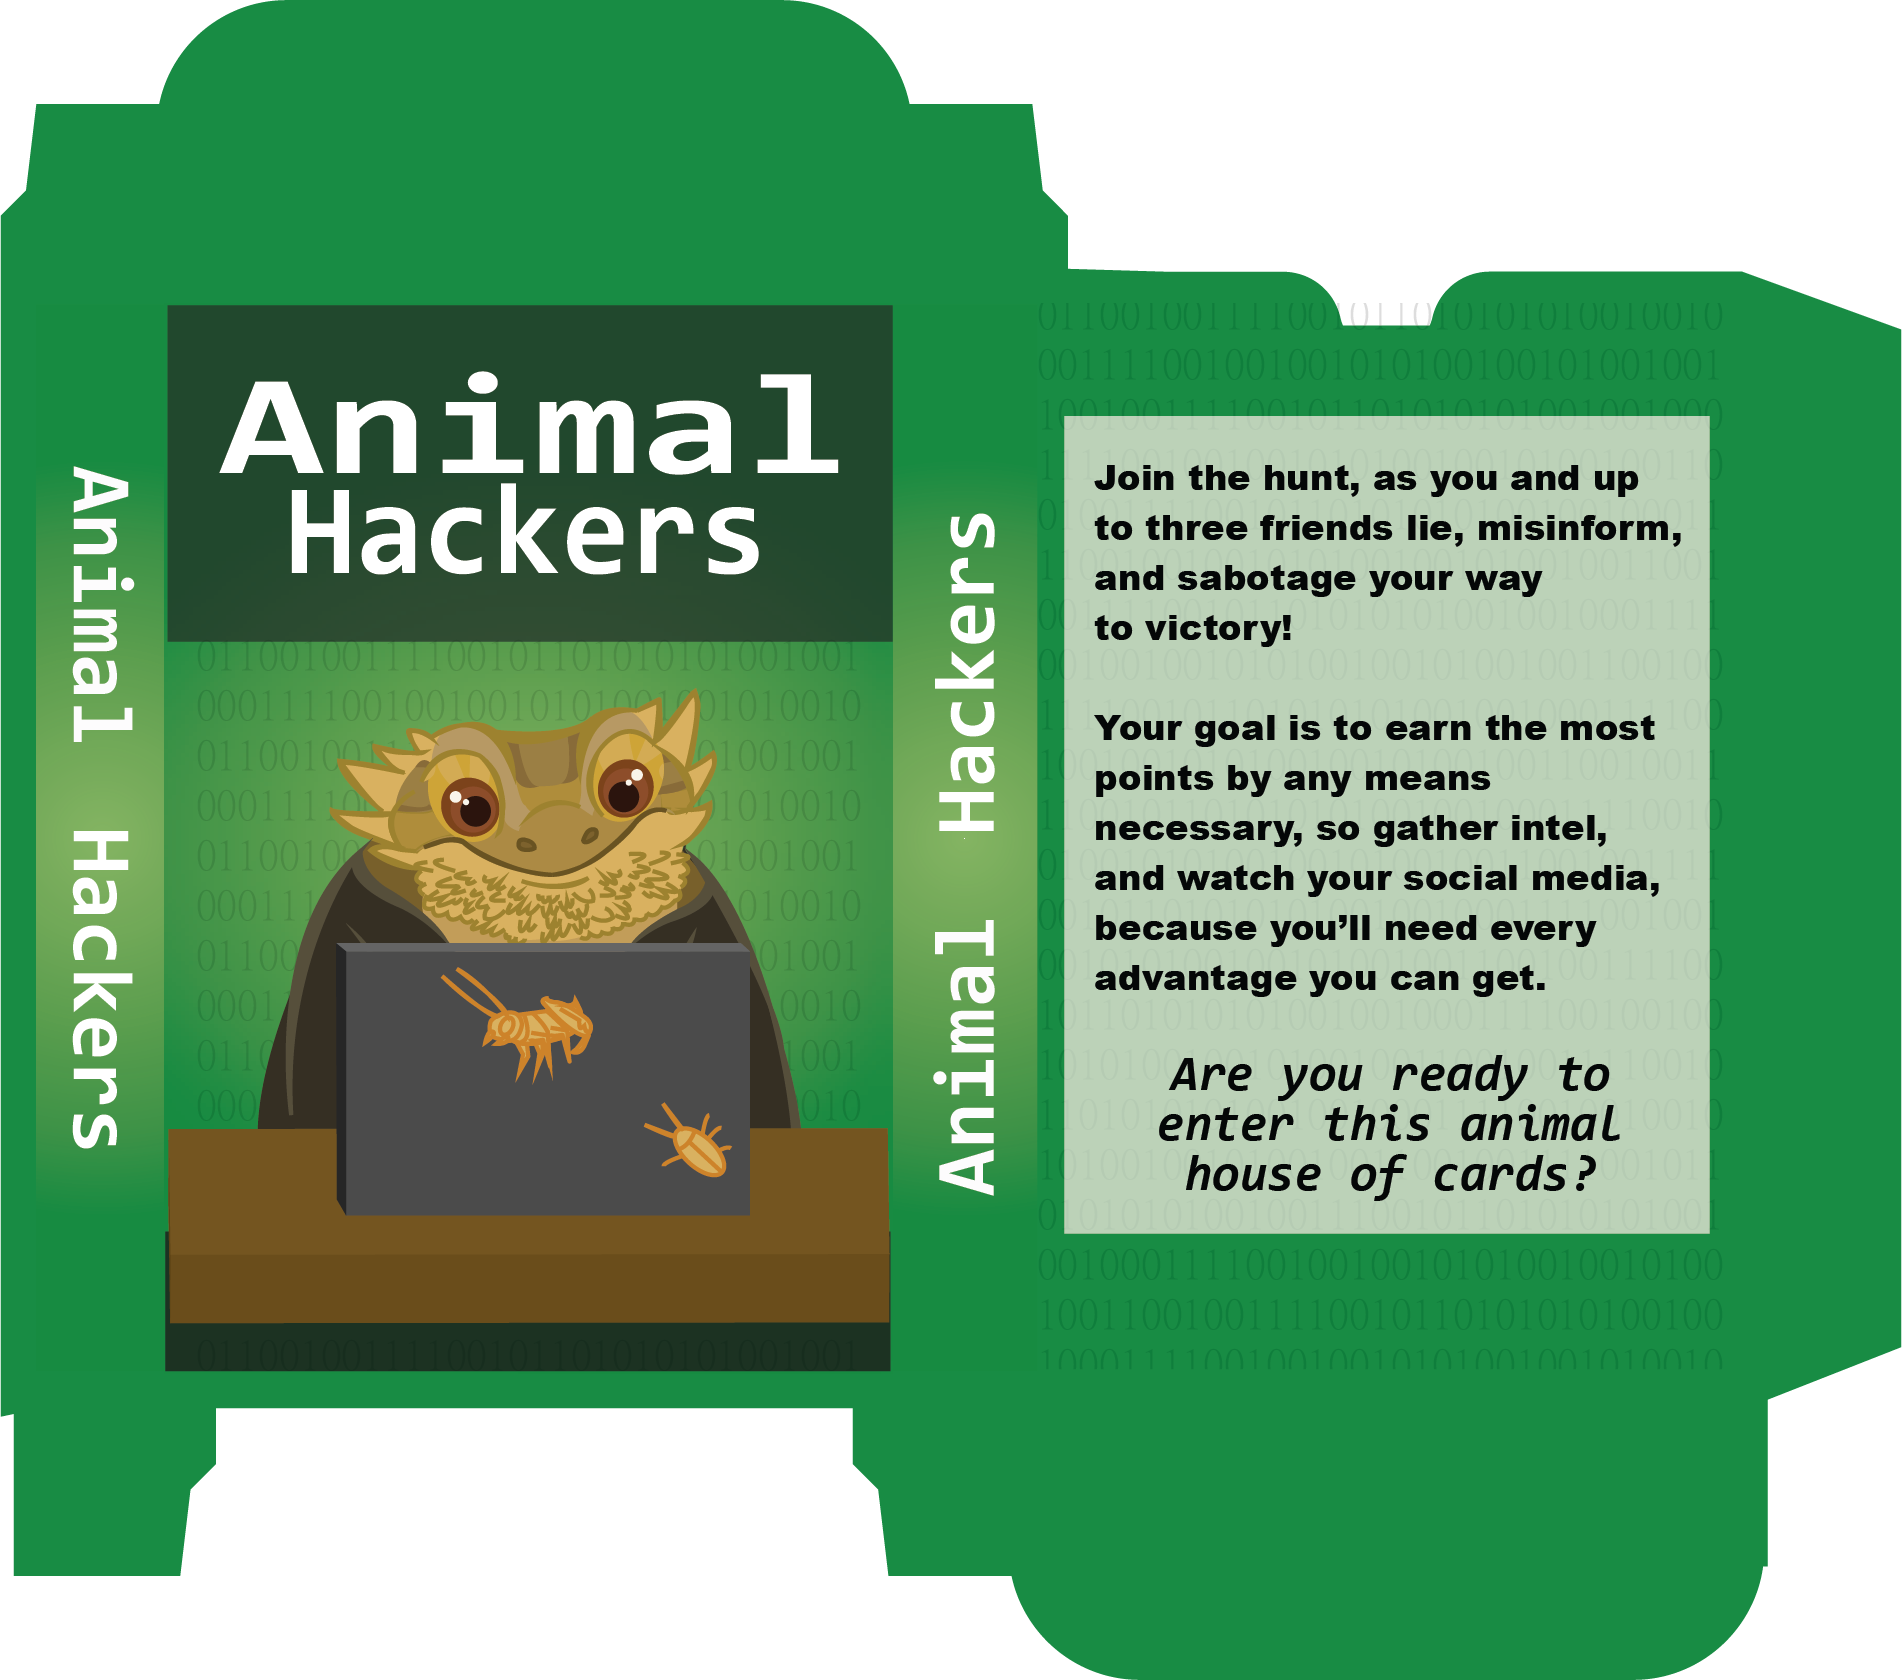 Animal
Hackers
Animal Hackers
Animal Hackers
Join the hunt, as you and up
to three friends lie, misinform,
and sabotage your way
to victory!
Your goal is to earn the most
points by any means
necessary, so gather intel,
and watch your social media,
because you’ll need every
advantage you can get.
Are you ready to
enter this animal
house of cards?